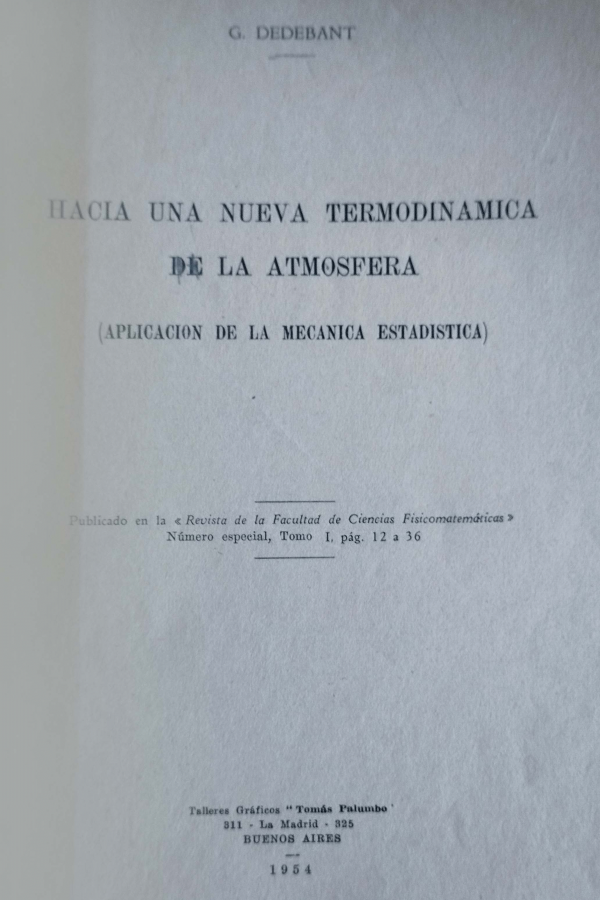 G. DEDEBANT
HACIA UNA NUEVA TERMODINAMICA
DE LA ATMOSFERA
(APLICACION DE LA MECANICA ESTADISTICA)
Publicado en la « Revista de la Facultad de Ciencias Fisicomatemáticas »
Número especial, Tomo I, pág. 12 a 36
Talleres Gráficos "Tomás Palumbo"
311 - La Madrid - 325
BUENOS AIRES
1954